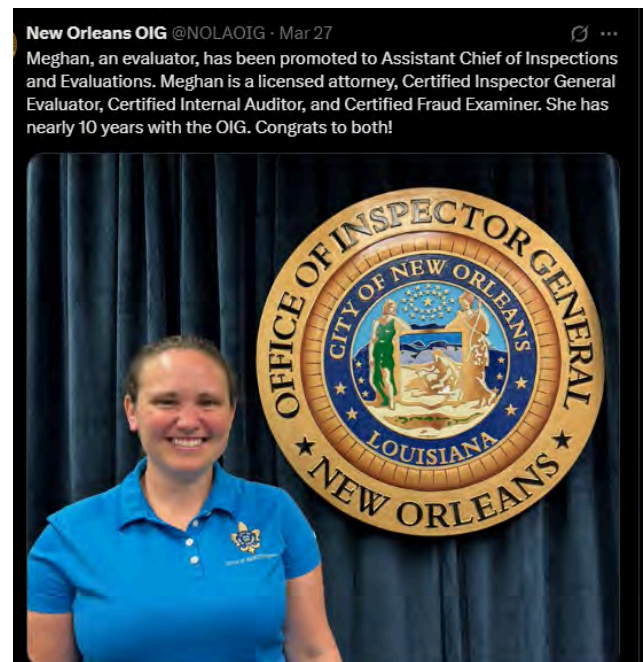 New Orleans OIG @NOLAOIG · Mar 27
Meghan, an evaluator, has been promoted to Assistant Chief of Inspections
and Evaluations. Meghan is a licensed attorney, Certified Inspector General
Evaluator, Certified Internal Auditor, and Certified Fraud Examiner. She has
nearly 10 years with the OIG. Congrats to both!
OFFICE OF INSPECTOR GENERAL
CITY OF NEW ORLEANS
LOUISIANA
NEW ORLEANS